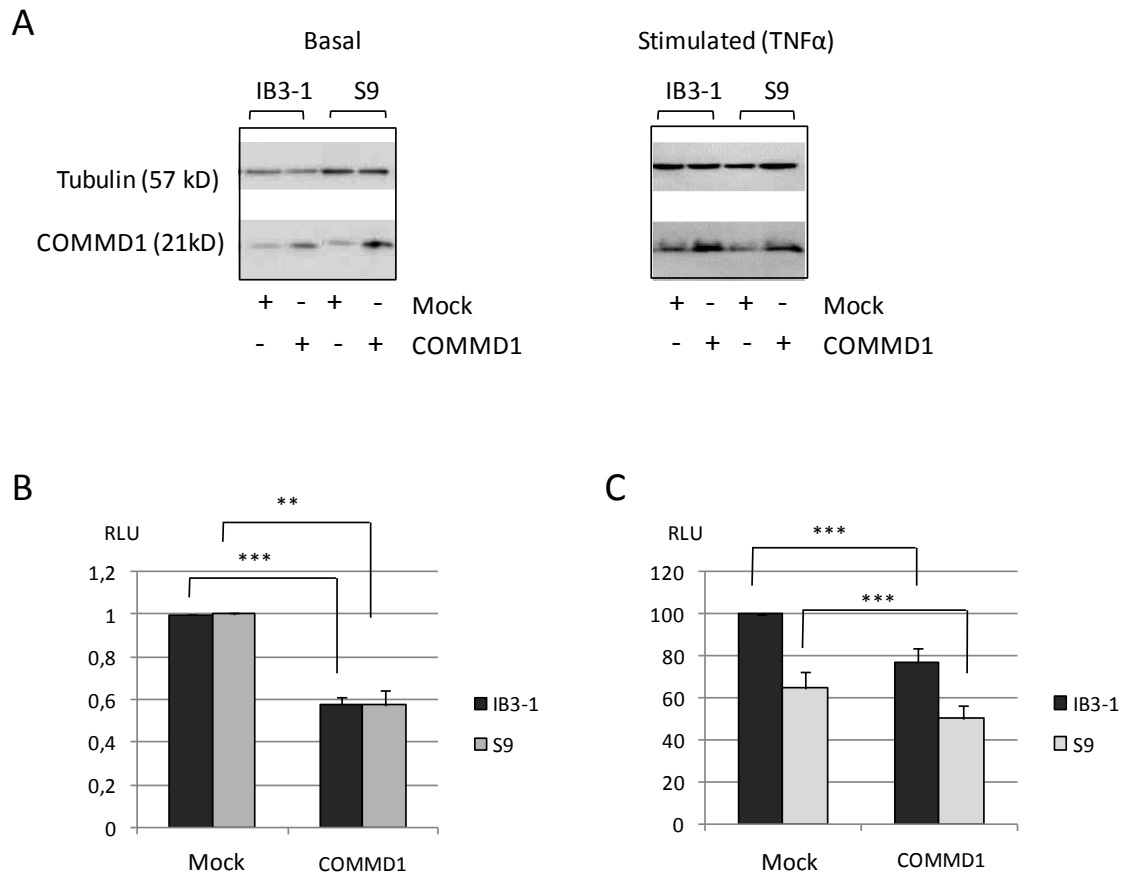 A
Basal
Stimulated (TNFα)
IB3-1 S9
IB3-1 S9
Tubulin (57 kD)
COMMD1 (21kD)
+ - + - Mock
- + - + COMMD1
+ - + - Mock
- + - + COMMD1
B
**
RLU
***
1,2
1
0,8
0,6
0,4
0,2
0
Mock
COMMD1
IB3-1
S9
C
RLU
***
***
120
100
80
60
40
20
0
Mock
COMMD1
IB3-1
S9